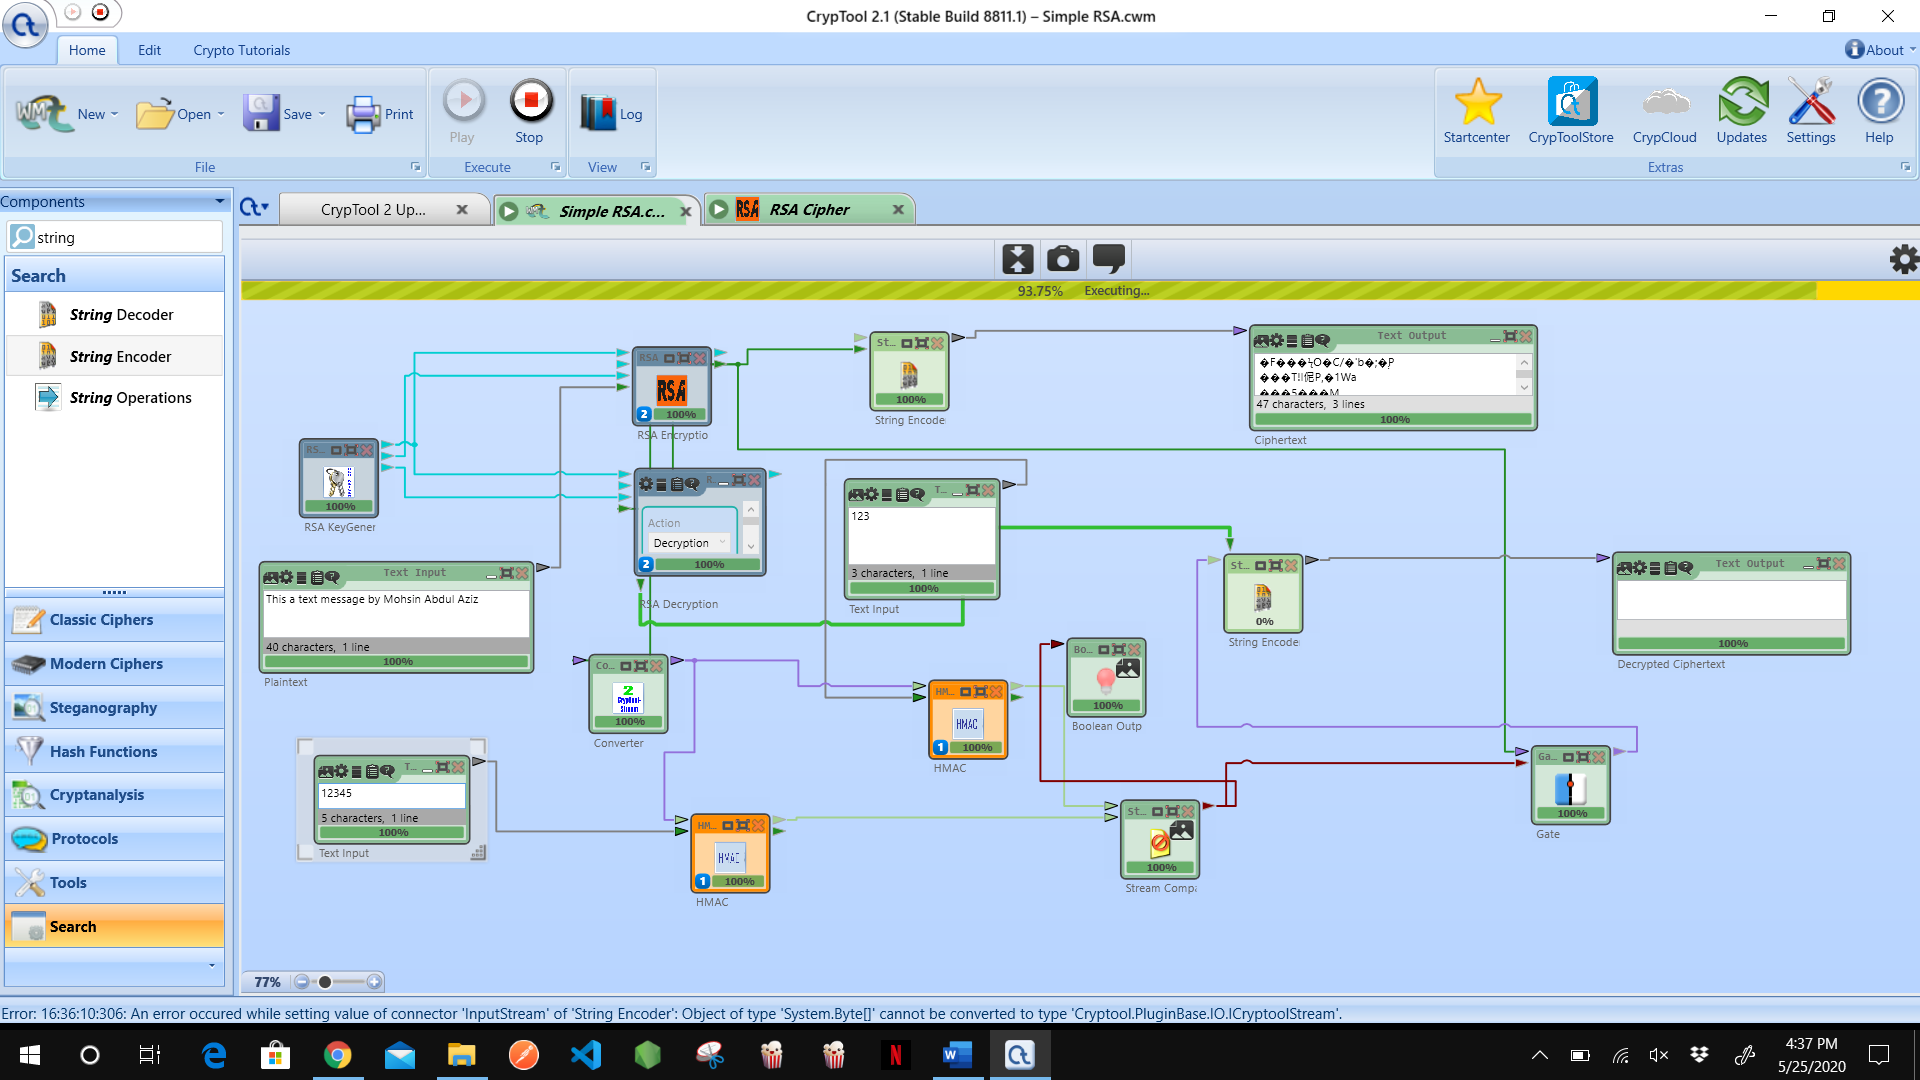 CrypTool 2.1 (Stable Build 8811.1) – Simple RSA.cwm
Home
Edit
Crypto Tutorials
About
New
Open
Save
Print
Play
Stop
Log
Startcenter
CrypToolStore
CrypCloud
Updates
Settings
Help
File
Execute
View
Extras
Components
string
Search
String Decoder
String Encoder
String Operations
Classic Ciphers
Modern Ciphers
Steganography
Hash Functions
Cryptanalysis
Protocols
Tools
Search
CrypTool 2 Up...
Simple RSA.c...
RSA
RSA Cipher
93.75% Executing...
RSA
RSA
2 100%
RSA Encryptio
St...
100%
String Encode
Text Output
47 characters, 3 lines
100%
Ciphertext
RS...
100%
RSA KeyGener
R...
Action
Decryption
2 100%
RSA Decryption
T...
123
3 characters, 1 line
100%
Text Input
St...
0%
String Encode
Text Output
100%
Decrypted Ciphertext
Text Input
This a text message by Mohsin Abdul Aziz
40 characters, 1 line
100%
Plaintext
Co...
2
Cryptool-
Stream
100%
Converter
HM...
HMAC
1 100%
HMAC
Bo...
100%
Boolean Outp
T...
12345
5 characters, 1 line
100%
Text Input
HM...
HMAC
1 100%
HMAC
St...
100%
Stream Compa
Ga...
100%
Gate
77%
Error: 16:36:10:306: An error occured while setting value of connector 'InputStream' of 'String Encoder': Object of type 'System.Byte[]' cannot be converted to type 'Cryptool.PluginBase.IO.ICryptoolStream'.
4:37 PM
5/25/2020